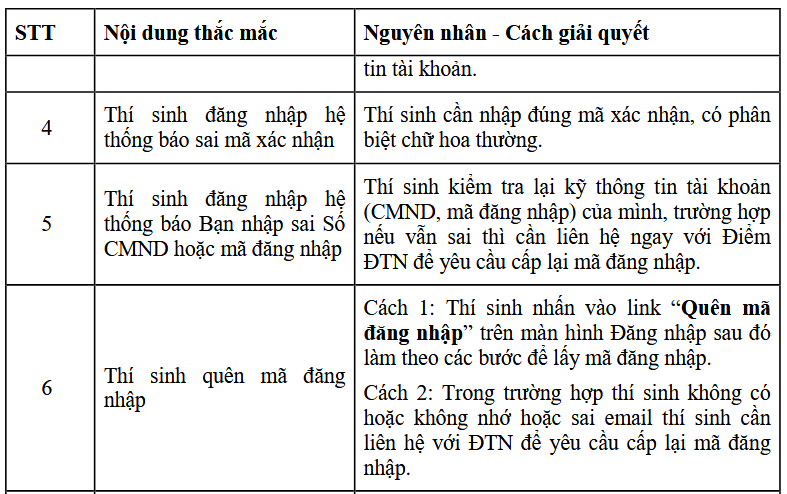 STT Nội dung thắc mắc Nguyên nhân - Cách giải quyết
tin tài khoản.
4
Thí sinh đăng nhập hệ
thống báo sai mã xác nhận
Thí sinh cần nhập đúng mã xác nhận, có phân
biệt chữ hoa thường.
5
Thí sinh đăng nhập hệ
thống báo Bạn nhập sai Số
CMND hoặc mã đăng nhập
Thí sinh kiểm tra lại kỹ thông tin tài khoản
(CMND, mã đăng nhập) của mình, trường hợp
nếu vẫn sai thì cần liên hệ ngay với Điểm
ĐTN để yêu cầu cấp lại mã đăng nhập.
6
Thí sinh quên mã đăng
nhập
Cách 1: Thí sinh nhấn vào link “Quên mã
đăng nhập” trên màn hình Đăng nhập sau đó
làm theo các bước để lấy mã đăng nhập.
Cách 2: Trong trường hợp thí sinh không có
hoặc không nhớ hoặc sai email thí sinh cần
liên hệ với ĐTN để yêu cầu cấp lại mã đăng
nhập.